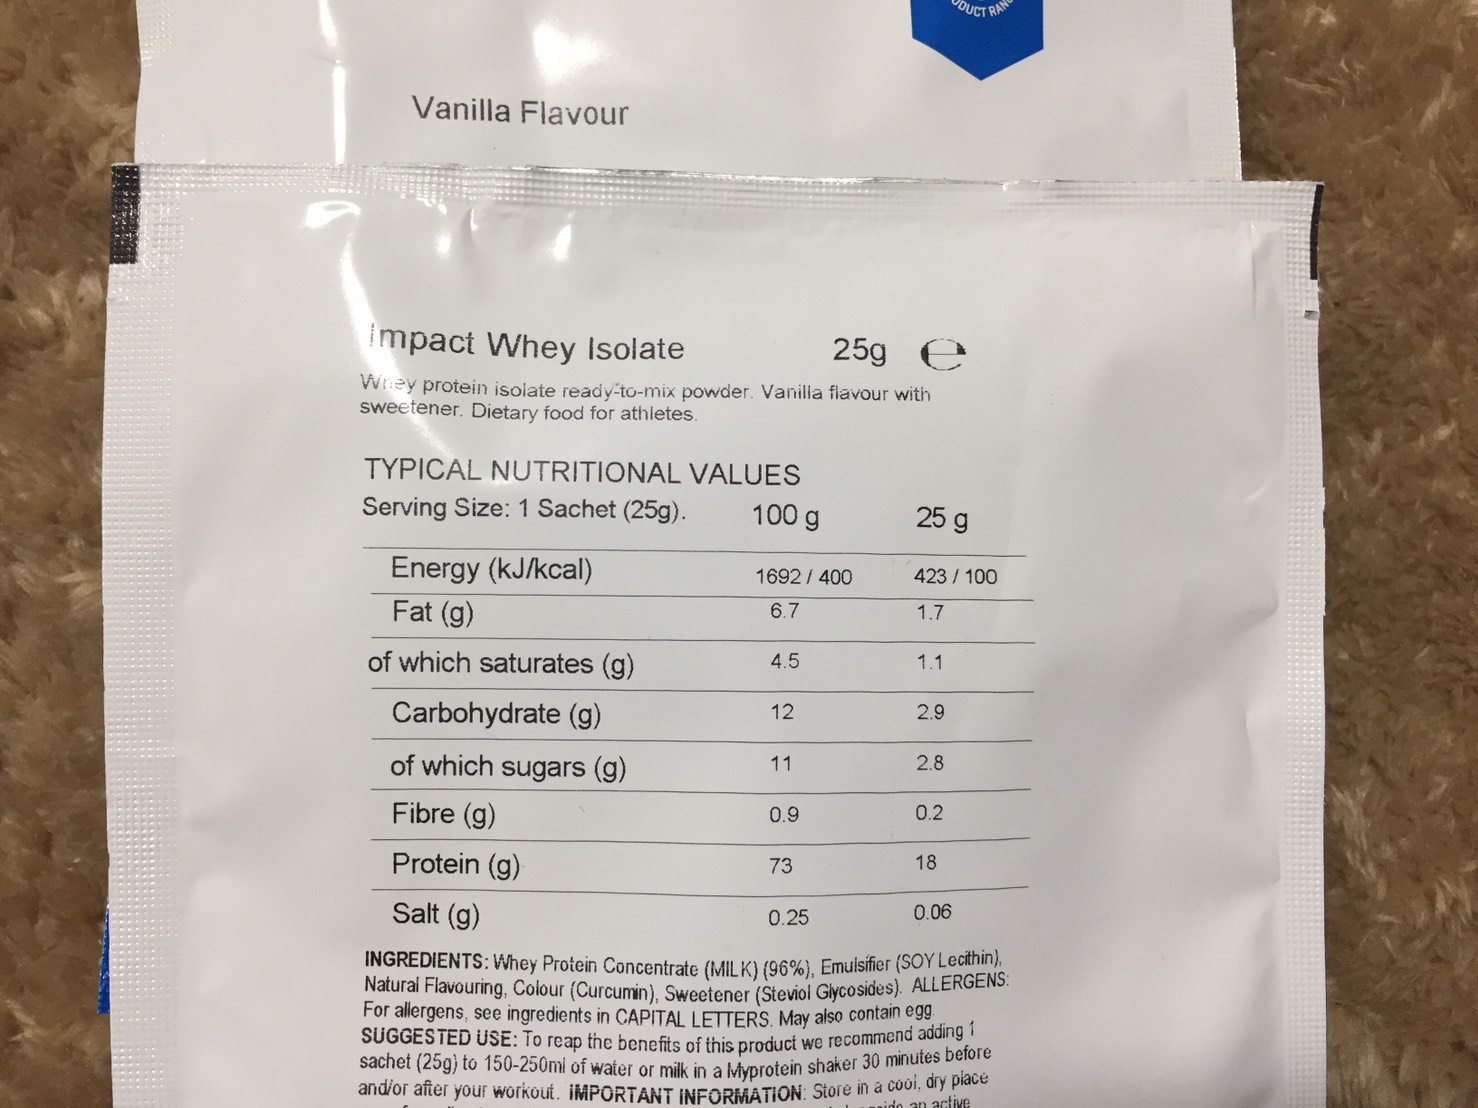 DUCT RAN
Vanilla Flavour
Impact Whey Isolate 25g ℮
Whey protein isolate ready-to-mix powder. Vanilla flavour with
sweetener. Dietary food for athletes.
TYPICAL NUTRITIONAL VALUES
Serving Size: 1 Sachet (25g). 100 g 25 g
Energy (kJ/kcal) 1692 / 400 423 / 100
Fat (g) 6.7 1.7
of which saturates (g) 4.5 1.1
Carbohydrate (g) 12 2.9
of which sugars (g) 11 2.8
Fibre (g) 0.9 0.2
Protein (g) 73 18
Salt (g) 0.25 0.06
INGREDIENTS: Whey Protein Concentrate (MILK) (96%), Emulsifier (SOY Lecithin),
Natural Flavouring, Colour (Curcumin), Sweetener (Steviol Glycosides). ALLERGENS:
For allergens, see ingredients in CAPITAL LETTERS. May also contain egg.
SUGGESTED USE: To reap the benefits of this product we recommend adding 1
sachet (25g) to 150-250ml of water or milk in a Myprotein shaker 30 minutes before
and/or after your workout. IMPORTANT INFORMATION: Store in a cool, dry place
an active